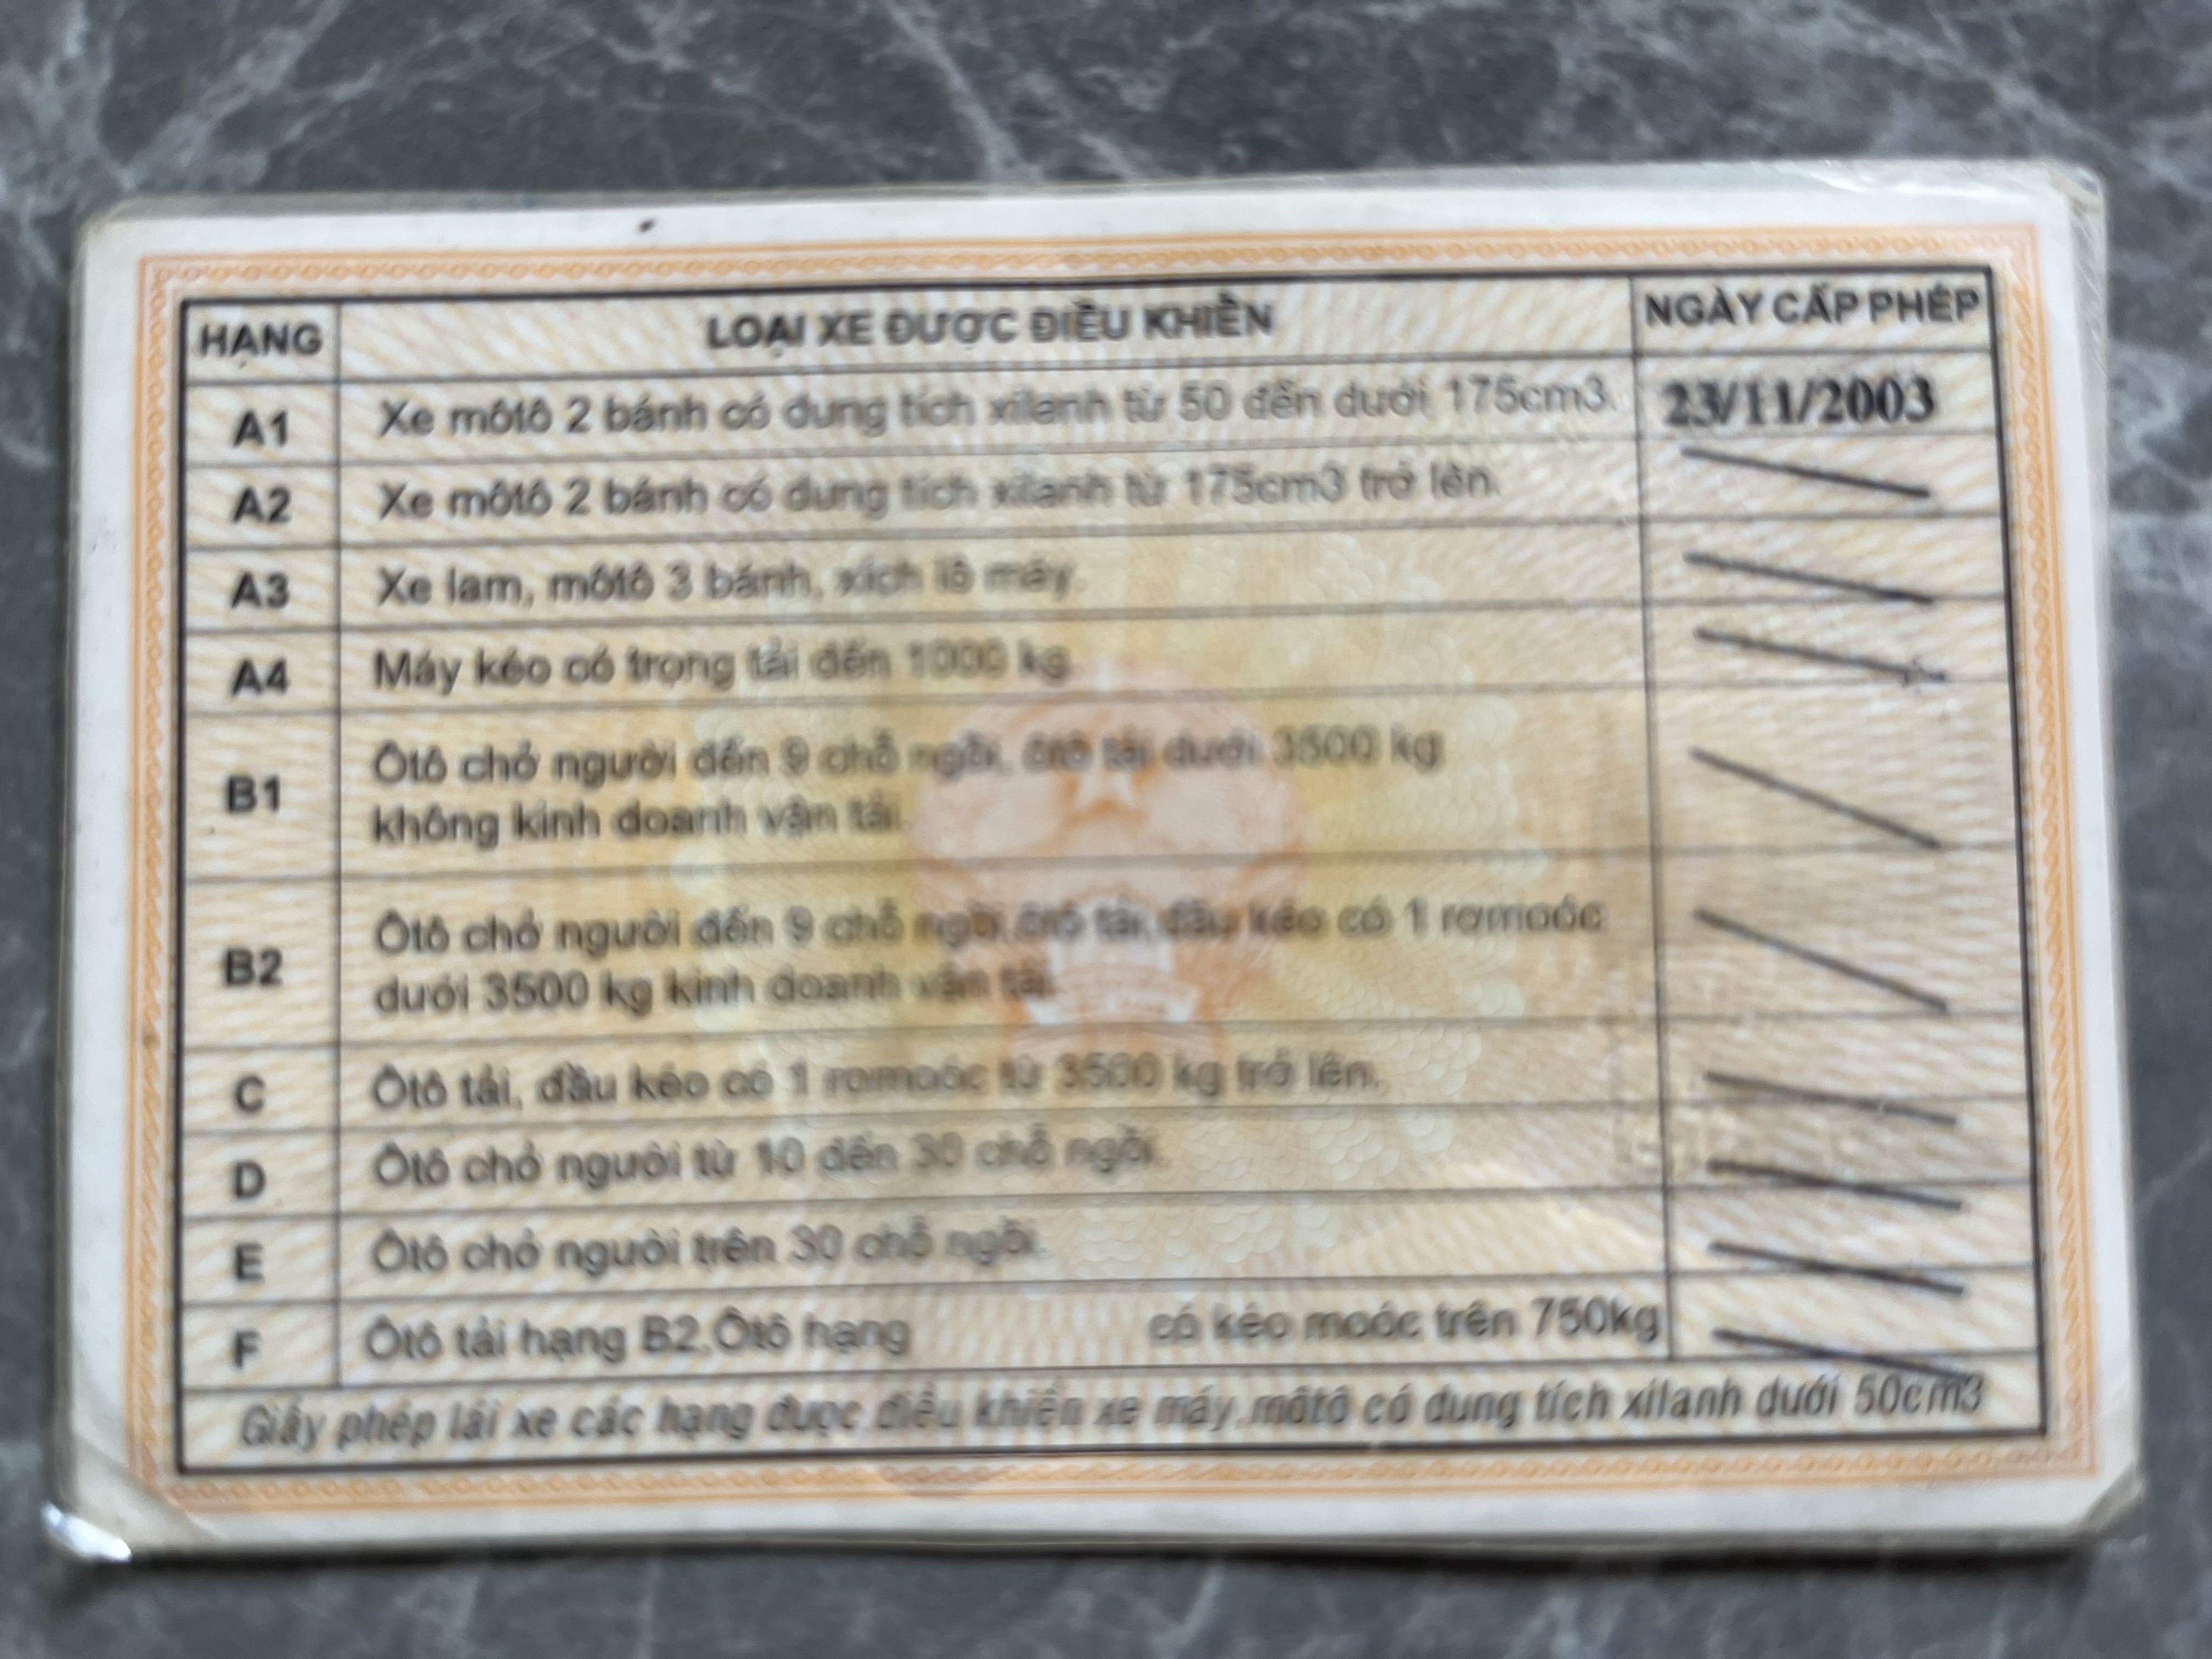 HẠNG LOẠI XE ĐƯỢC ĐIỀU KHIỂN NGÀY CẤP PHÉP
A1 Xe môtô 2 bánh có dung tích xilanh từ 50 đến dưới 175cm3. 23/11/2003
A2 Xe môtô 2 bánh có dung tích xilanh từ 175cm3 trở lên.
A3 Xe lam, môtô 3 bánh, xích lô máy.
A4 Máy kéo có trọng tải đến 1000 kg
B1 Ôtô chở người đến 9 chỗ ngồi, ôtô tải dưới 3500 kg
không kinh doanh vận tải.
B2 Ôtô chở người đến 9 chỗ ngồi,ôtô tải,đầu kéo có 1 rơmoóc
dưới 3500 kg kinh doanh vận tải.
C Ôtô tải, đầu kéo có 1 rơmoóc từ 3500 kg trở lên.
D Ôtô chở người từ 10 đến 30 chỗ ngồi.
E Ôtô chở người trên 30 chỗ ngồi.
F Ôtô tải hạng B2,Ôtô hạng có kéo moóc trên 750kg
Giấy phép lái xe các hạng được điều khiển xe máy,môtô có dung tích xilanh dưới 50cm3